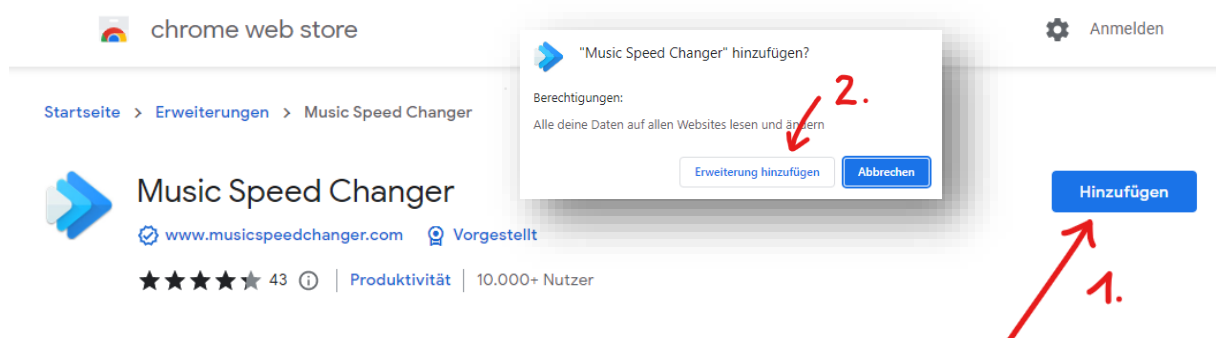 chrome web store
Anmelden
"Music Speed Changer" hinzufügen?
Berechtigungen:
Alle deine Daten auf allen Websites lesen und ändern
2.
Erweiterung hinzufügen
Abbrechen
Startseite > Erweiterungen > Music Speed Changer
Music Speed Changer
Hinzufügen
www.musicspeedchanger.com Vorgestellt
43 | Produktivität | 10.000+ Nutzer
1.